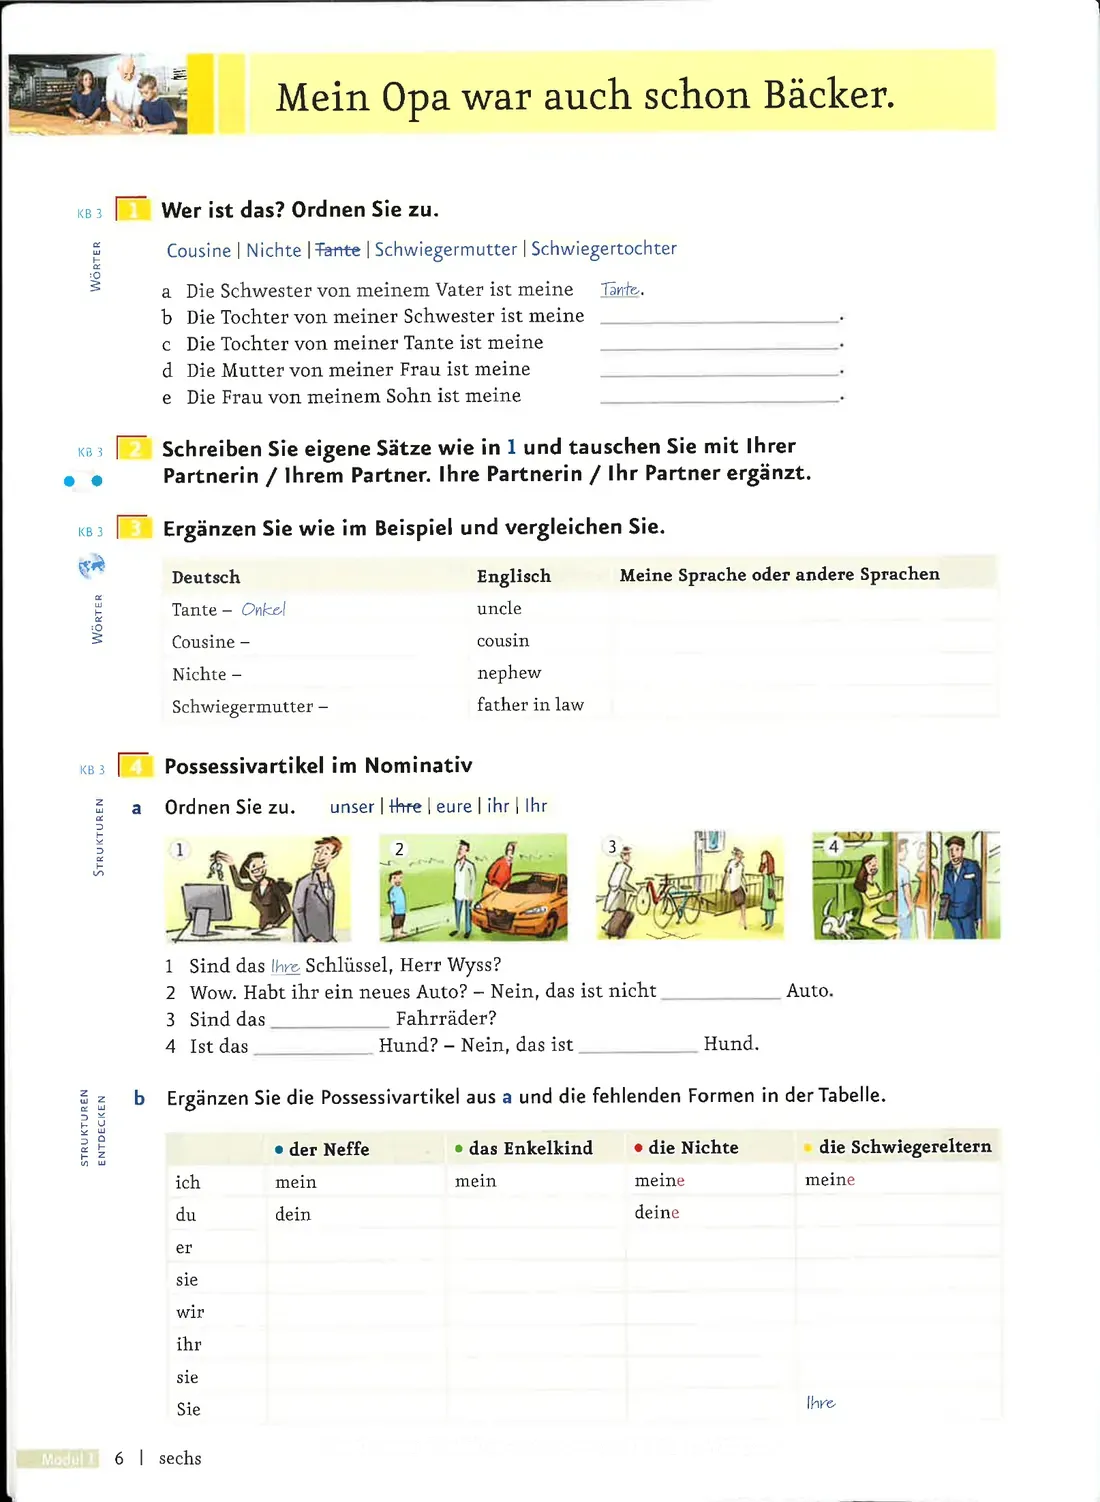 Mein Opa war auch schon Bäcker.
KB 3 1 Wer ist das? Ordnen Sie zu.
WÖRTER
Cousine | Nichte | Tante | Schwiegermutter | Schwiegertochter
a Die Schwester von meinem Vater ist meine Tante.
b Die Tochter von meiner Schwester ist meine ____________.
c Die Tochter von meiner Tante ist meine ____________.
d Die Mutter von meiner Frau ist meine ____________.
e Die Frau von meinem Sohn ist meine ____________.
KB 3 2 Schreiben Sie eigene Sätze wie in 1 und tauschen Sie mit Ihrer
Partnerin / Ihrem Partner. Ihre Partnerin / Ihr Partner ergänzt.
KB 3 3 Ergänzen Sie wie im Beispiel und vergleichen Sie.
WÖRTER
Deutsch Englisch Meine Sprache oder andere Sprachen
Tante – Onkel uncle
Cousine – cousin
Nichte – nephew
Schwiegermutter – father in law
KB 3 4 Possessivartikel im Nominativ
STRUKTUREN
a Ordnen Sie zu. unser | Ihre | eure | ihr | Ihr
1 2 3 4
1 Sind das Ihre Schlüssel, Herr Wyss?
2 Wow. Habt ihr ein neues Auto? – Nein, das ist nicht ____________ Auto.
3 Sind das ____________ Fahrräder?
4 Ist das ____________ Hund? – Nein, das ist ____________ Hund.
STRUKTUREN
ENTDECKEN
b Ergänzen Sie die Possessivartikel aus a und die fehlenden Formen in der Tabelle.
• der Neffe • das Enkelkind • die Nichte • die Schwiegereltern
ich mein mein meine meine
du dein deine
er
sie
wir
ihr
sie
Sie Ihre
Modul 1 6 | sechs